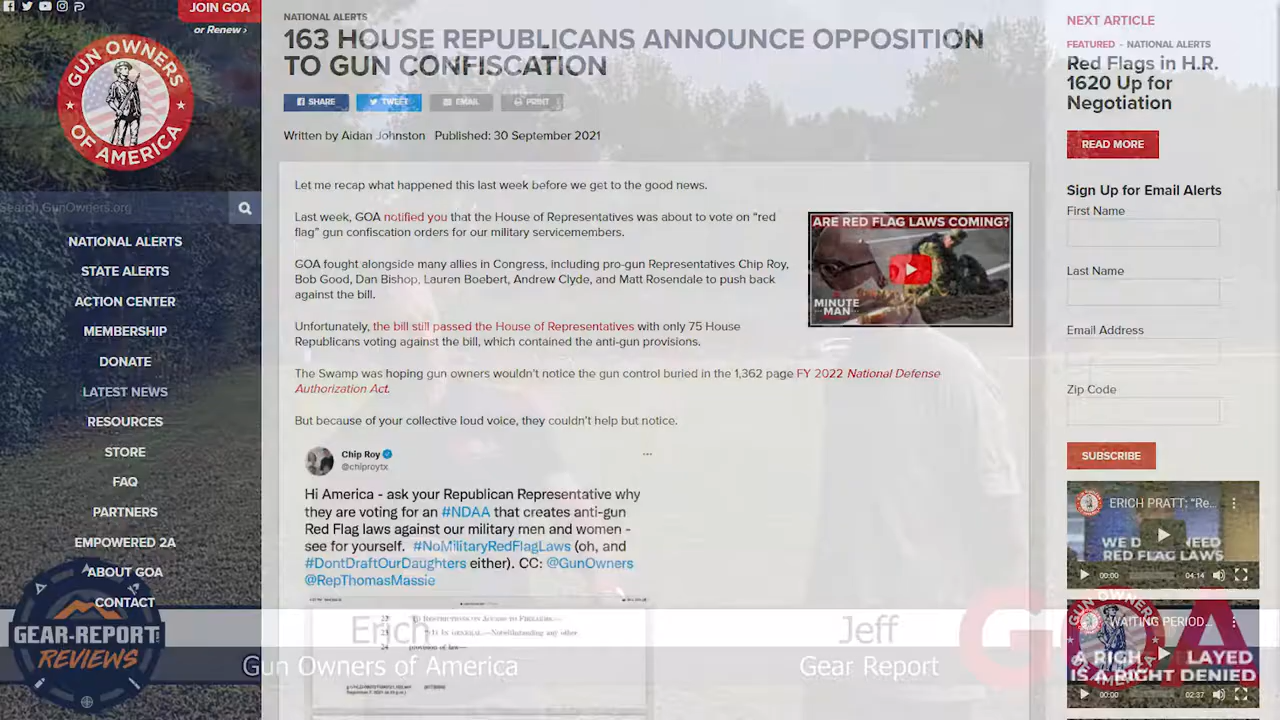 JOIN GOA
or Renew ›
GUN OWNERS
OF AMERICA
Search GunOwners.org
NATIONAL ALERTS
STATE ALERTS
ACTION CENTER
MEMBERSHIP
DONATE
LATEST NEWS
RESOURCES
STORE
FAQ
PARTNERS
EMPOWERED 2A
ABOUT GOA
CONTACT
NATIONAL ALERTS
163 HOUSE REPUBLICANS ANNOUNCE OPPOSITION
TO GUN CONFISCATION
SHARE
TWEET
EMAIL
PRINT
Written by Aidan Johnston Published: 30 September 2021
Let me recap what happened this last week before we get to the good news.
Last week, GOA notified you that the House of Representatives was about to vote on “red
flag” gun confiscation orders for our military servicemembers.
GOA fought alongside many allies in Congress, including pro-gun Representatives Chip Roy,
Bob Good, Dan Bishop, Lauren Boebert, Andrew Clyde, and Matt Rosendale to push back
against the bill.
Unfortunately, the bill still passed the House of Representatives with only 75 House
Republicans voting against the bill, which contained the anti-gun provisions.
ARE RED FLAG LAWS COMING?
MINUTE
MAN
The Swamp was hoping gun owners wouldn’t notice the gun control buried in the 1,362 page FY 2022 National Defense
Authorization Act.
But because of your collective loud voice, they couldn’t help but notice.
Chip Roy
@chiproytx
Hi America - ask your Republican Representative why
they are voting for an #NDAA that creates anti-gun
Red Flag laws against our military men and women -
see for yourself. #NoMilitaryRedFlagLaws (oh, and
#DontDraftOurDaughters either). CC: @GunOwners
@RepThomasMassie
NEXT ARTICLE
FEATURED - NATIONAL ALERTS
Red Flags in H.R.
1620 Up for
Negotiation
READ MORE
Sign Up for Email Alerts
First Name
Last Name
Email Address
Zip Code
SUBSCRIBE
ERICH PRATT: “Re...
WE DON'T NEED
RED FLAG LAWS
00:00
04:14
WAITING PERIOD...
A RIGHT DELAYED
IS A RIGHT DENIED
00:00
02:37
GEAR-REPORT
REVIEWS
Erich
Gun Owners of America
Jeff
Gear Report
GOA